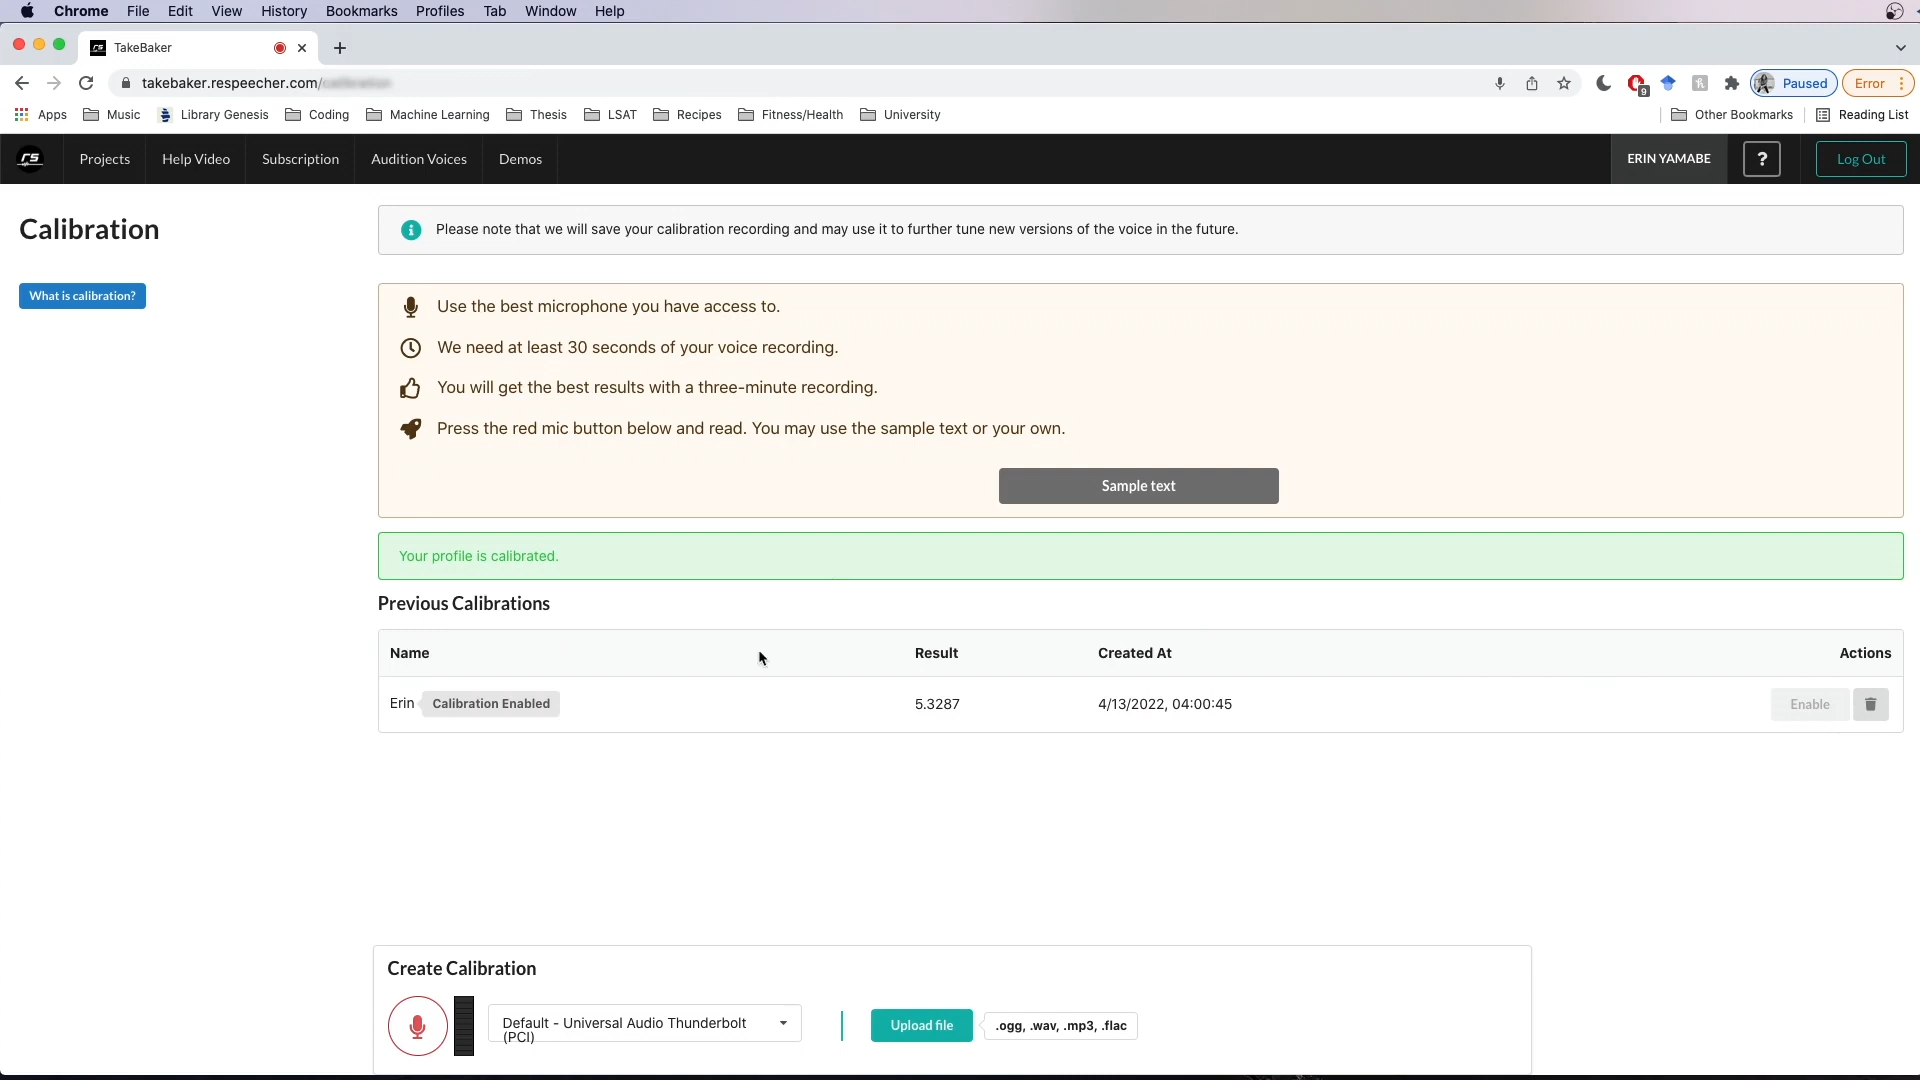 Chrome File Edit View History Bookmarks Profiles Tab Window Help
TakeBaker
takebaker.respeecher.com/
9
Paused
Error
Apps Music Library Genesis Coding Machine Learning Thesis LSAT Recipes Fitness/Health University Other Bookmarks Reading List
rs Projects Help Video Subscription Audition Voices Demos ERIN YAMABE ? Log Out
Calibration
What is calibration?
Please note that we will save your calibration recording and may use it to further tune new versions of the voice in the future.
Use the best microphone you have access to.
We need at least 30 seconds of your voice recording.
You will get the best results with a three-minute recording.
Press the red mic button below and read. You may use the sample text or your own.
Sample text
Your profile is calibrated.
Previous Calibrations
Name Result Created At Actions
Erin Calibration Enabled 5.3287 4/13/2022, 04:00:45 Enable
Create Calibration
Default - Universal Audio Thunderbolt
(PCI)
Upload file
.ogg, .wav, .mp3, .flac